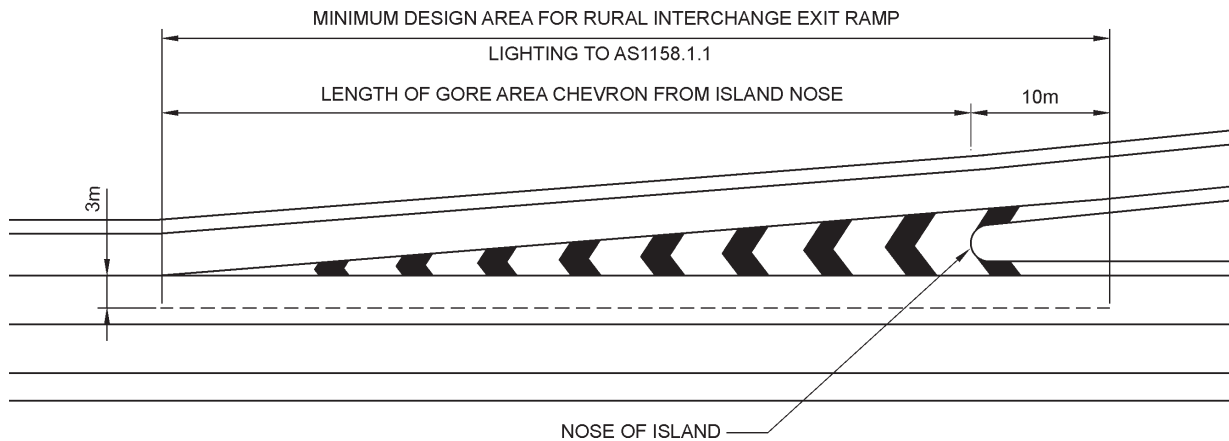 MINIMUM DESIGN AREA FOR RURAL INTERCHANGE EXIT RAMP
LIGHTING TO AS1158.1.1
LENGTH OF GORE AREA CHEVRON FROM ISLAND NOSE
10m
3m
NOSE OF ISLAND